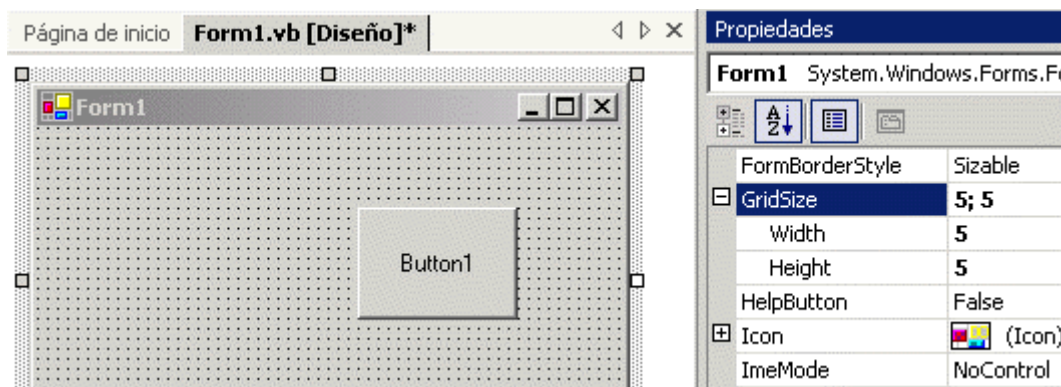 Página de inicio Form1.vb [Diseño]*
Form1
Button1
Propiedades
Form1 System.Windows.Forms.Fo
FormBorderStyle Sizable
GridSize 5; 5
Width 5
Height 5
HelpButton False
Icon (Icon)
ImeMode NoControl